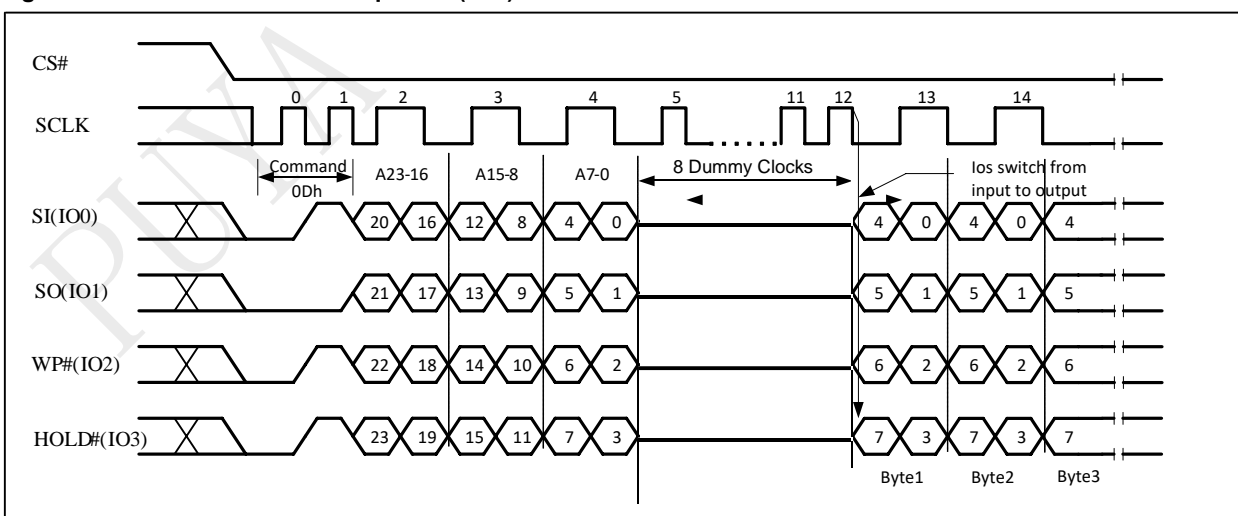 PUYA
CS#
0 1 2 3 4 5 11 12 13 14
SCLK
Command
0Dh
A23-16 A15-8 A7-0
8 Dummy Clocks
Ios switch from
input to output
SI(IO0) 20 16 12 8 4 0 4 0 4 0 4
SO(IO1) 21 17 13 9 5 1 5 1 5 1 5
WP#(IO2) 22 18 14 10 6 2 6 2 6 2 6
HOLD#(IO3) 23 19 15 11 7 3 7 3 7 3 7
Byte1 Byte2 Byte3